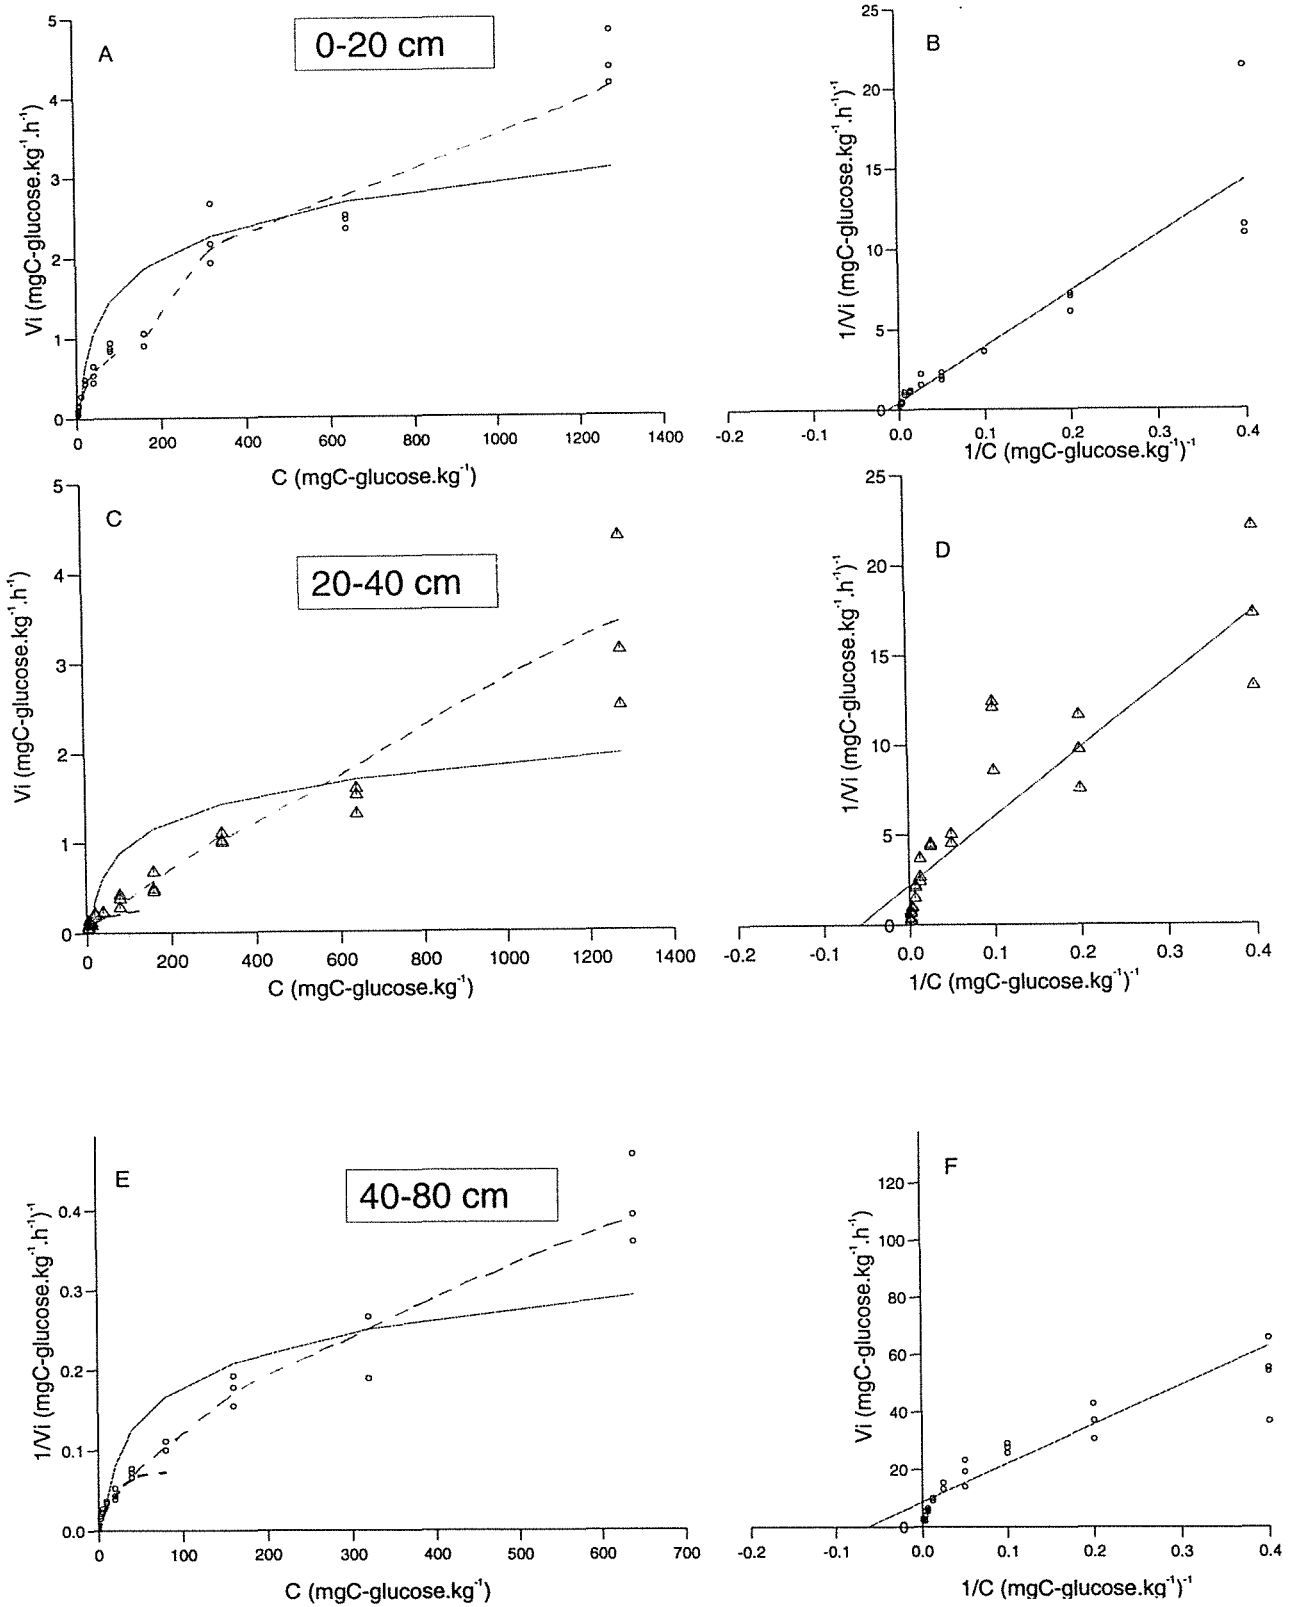 A
0-20 cm
Vi (mgC-glucose.kg⁻¹.h⁻¹)
5
4
3
2
1
0
0 200 400 600 800 1000 1200 1400
C (mgC-glucose.kg⁻¹)
B
1/Vi (mgC-glucose.kg⁻¹.h⁻¹)⁻¹
25
20
15
10
5
0
-0.2 -0.1 0.0 0.1 0.2 0.3 0.4
1/C (mgC-glucose.kg⁻¹)⁻¹
C
20-40 cm
Vi (mgC-glucose.kg⁻¹.h⁻¹)
5
4
3
2
1
0
0 200 400 600 800 1000 1200 1400
C (mgC-glucose.kg⁻¹)
D
1/Vi (mgC-glucose.kg⁻¹.h⁻¹)⁻¹
25
20
15
10
5
0
-0.2 -0.1 0.0 0.1 0.2 0.3 0.4
1/C (mgC-glucose.kg⁻¹)⁻¹
E
40-80 cm
1/Vi (mgC-glucose.kg⁻¹.h⁻¹)⁻¹
0.4
0.3
0.2
0.1
0.0
0 100 200 300 400 500 600 700
C (mgC-glucose.kg⁻¹)
F
Vi (mgC-glucose.kg⁻¹.h⁻¹)
120
100
80
60
40
20
0
-0.2 -0.1 0.0 0.1 0.2 0.3 0.4
1/C (mgC-glucose.kg⁻¹)⁻¹